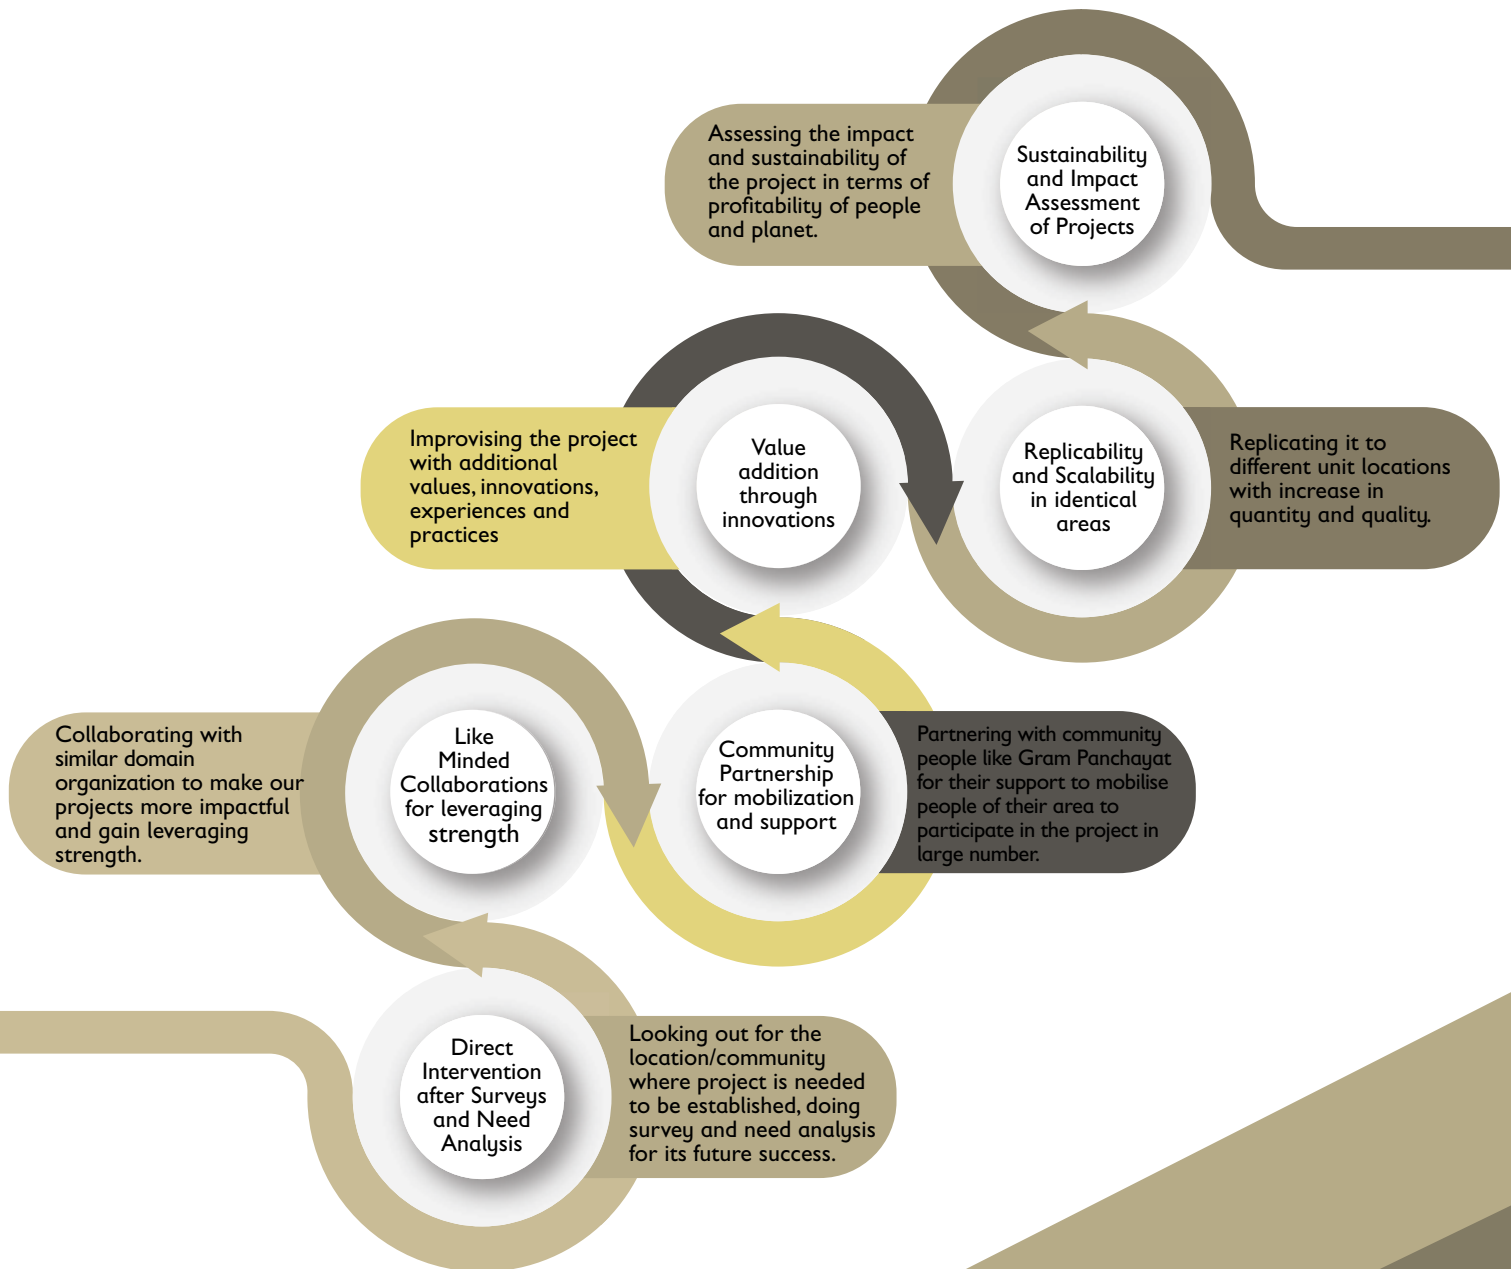 Assessing the impact
and sustainability of
the project in terms of
profitability of people
and planet.
Sustainability
and Impact
Assessment
of Projects
Improvising the project
with additional
values, innovations,
experiences and
practices
Value
addition
through
innovations
Replicability
and Scalability
in identical
areas
Replicating it to
different unit locations
with increase in
quantity and quality.
Collaborating with
similar domain
organization to make our
projects more impactful
and gain leveraging
strength.
Like
Minded
Collaborations
for leveraging
strength
Community
Partnership
for mobilization
and support
Partnering with community
people like Gram Panchayat
for their support to mobilise
people of their area to
participate in the project in
large number.
Direct
Intervention
after Surveys
and Need
Analysis
Looking out for the
location/community
where project is needed
to be established, doing
survey and need analysis
for its future success.